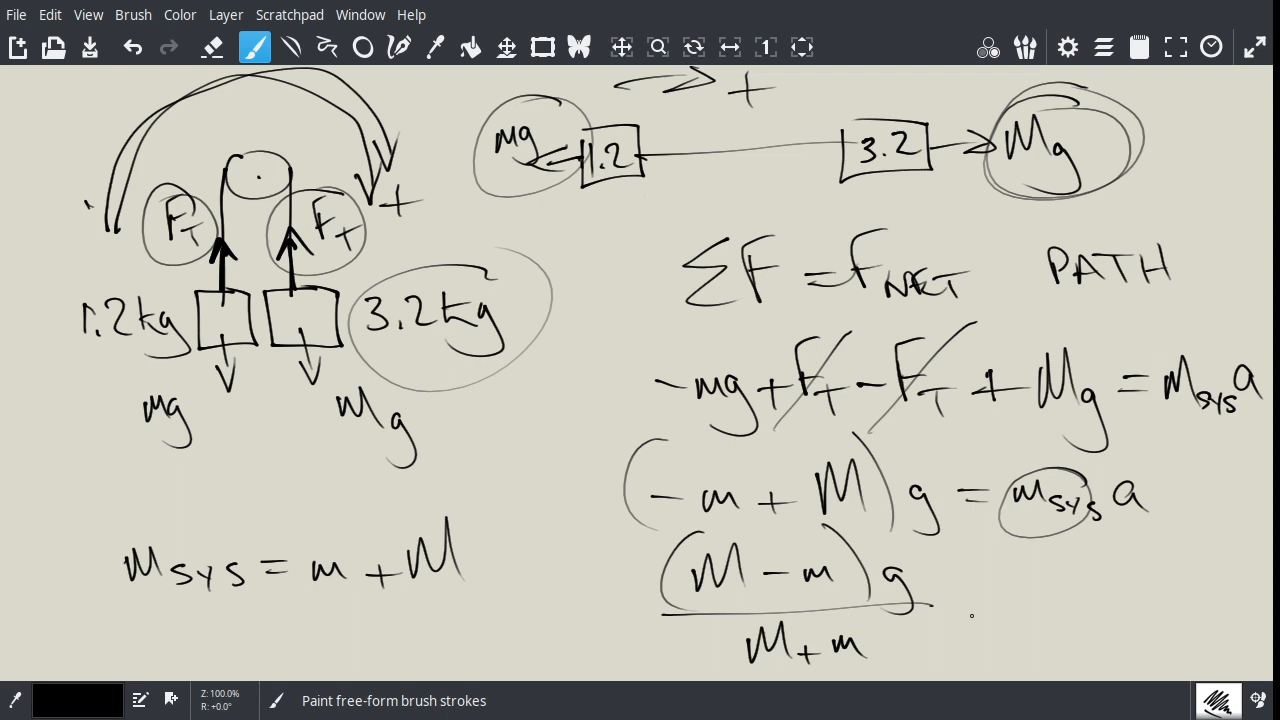 File Edit View Brush Color Layer Scratchpad Window Help
1
+
mg 1.2 3.2 Mg
+
F_T F_T
ΣF = F_NET PATH
1.2kg 3.2kg
-mg + F_T - F_T + Mg = M_sys a
mg Mg
(-m + M) g = m_sys a
M_sys = m + M
(M - m) g
M + m
Z: 100.0%
R: +0.0°
Paint free-form brush strokes